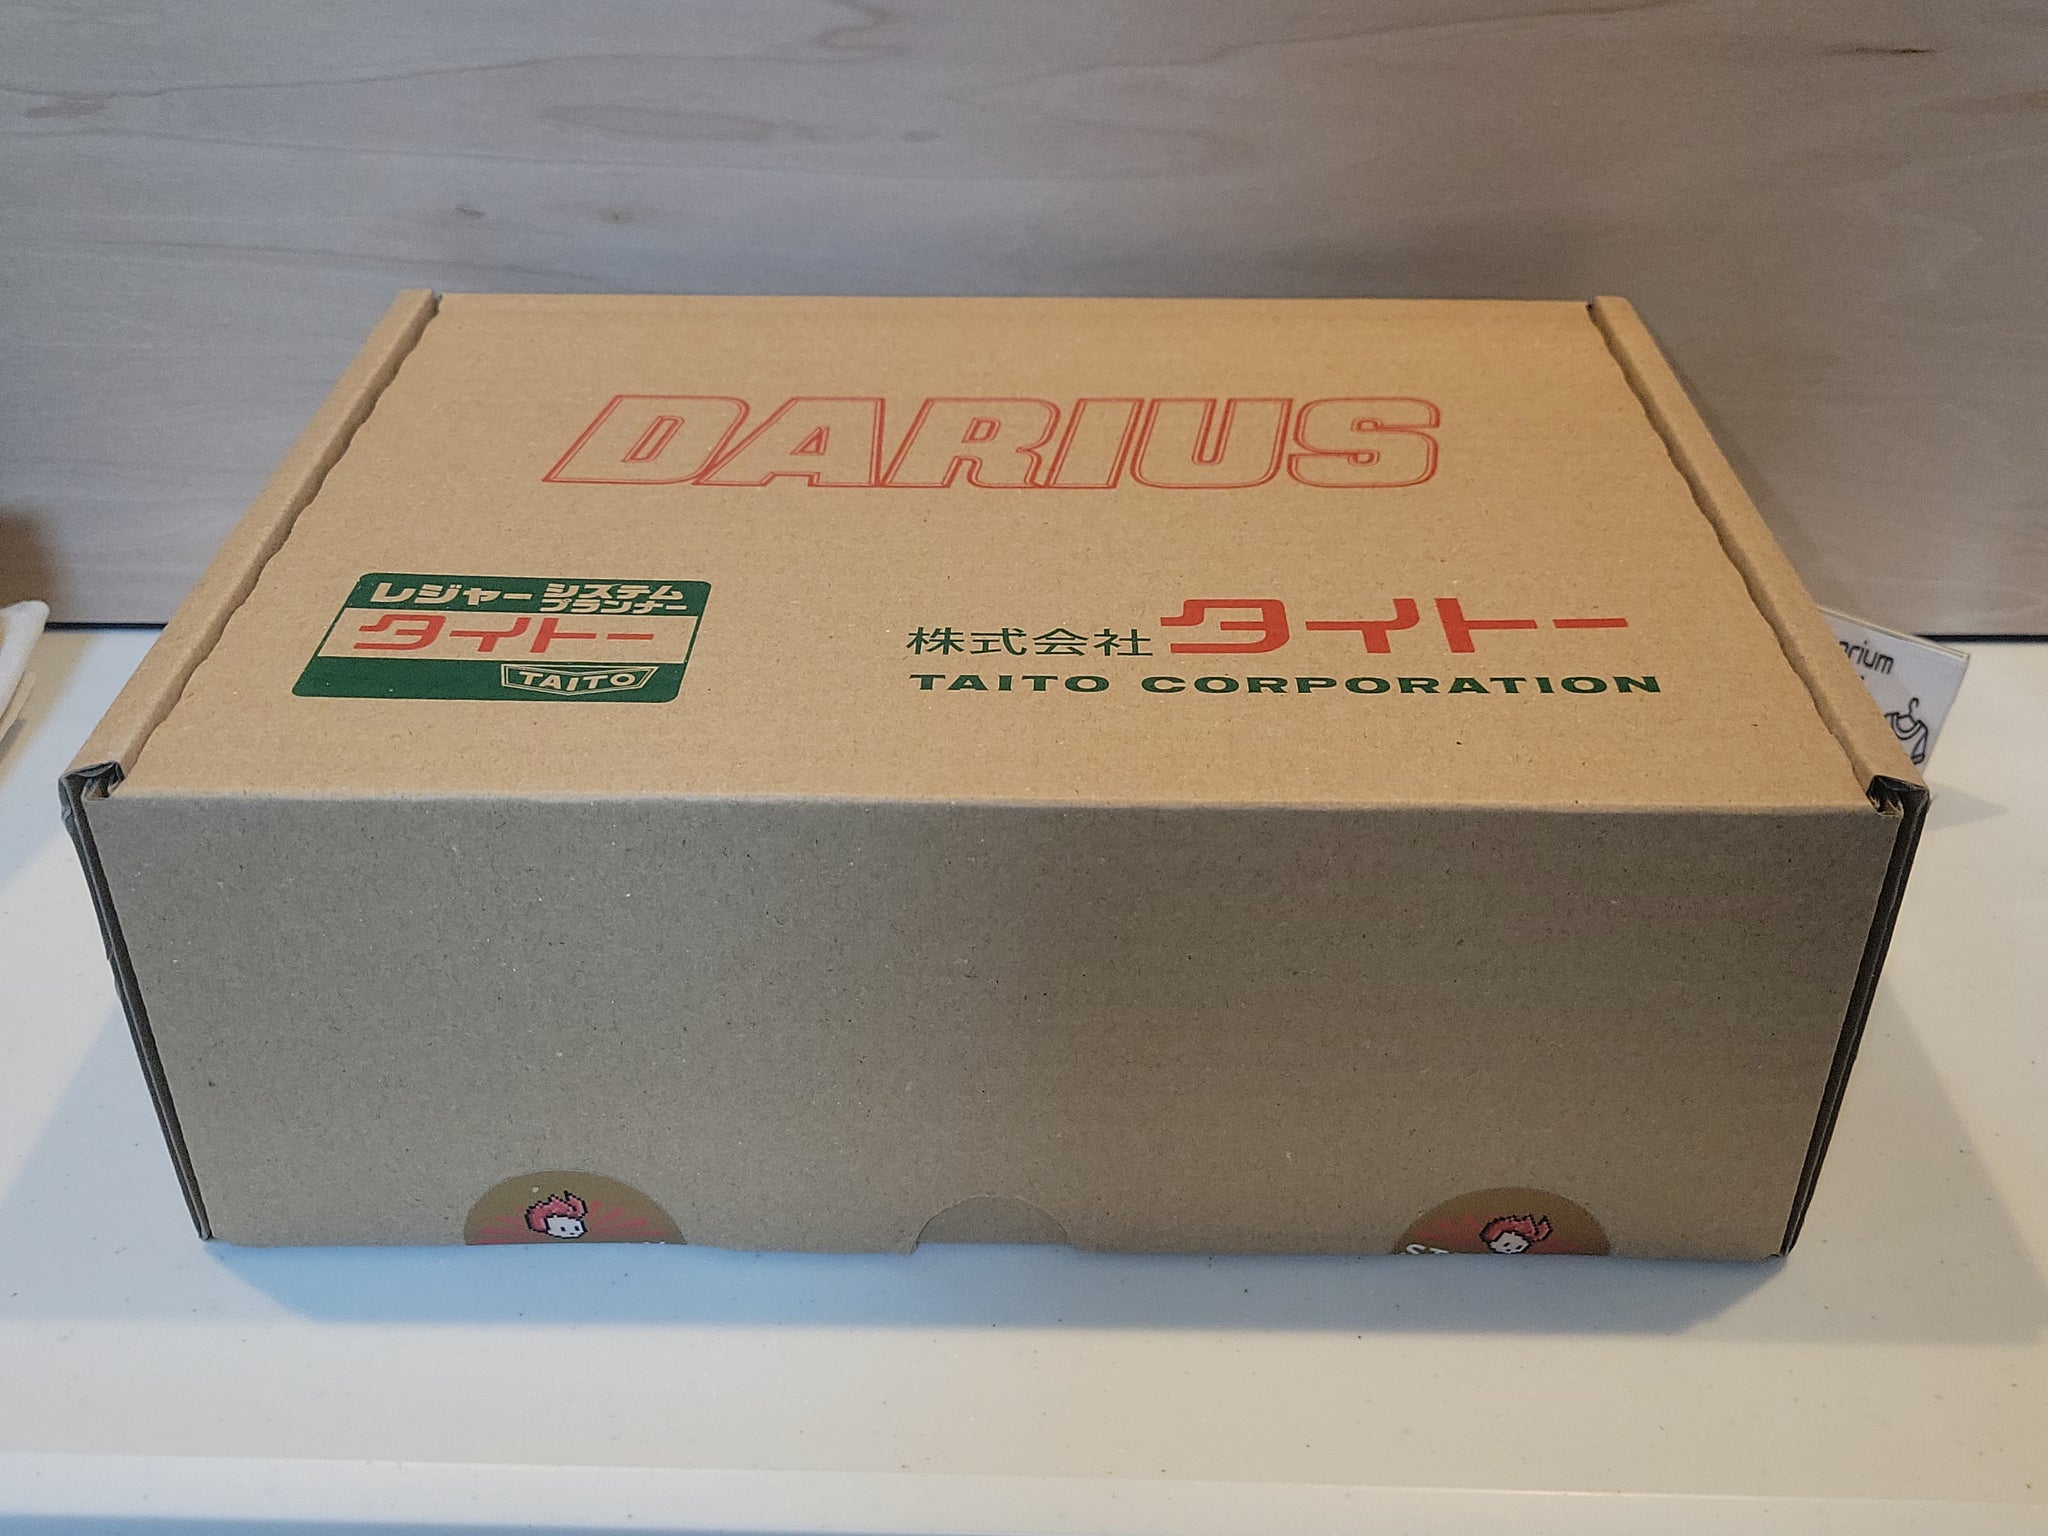 DARIUS
レジャーシステムプランナー
タイトー
TAITO
株式会社タイトー
TAITO CORPORATION